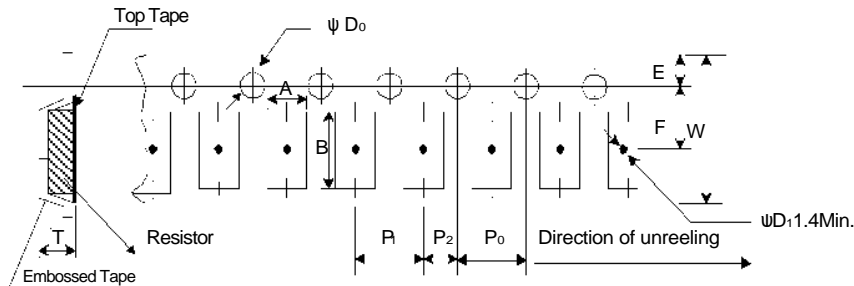 Top Tape
ψ D₀
A
E
B
F
W
ψD₁1.4Min.
T
Resistor
P₁
P₂
P₀
Direction of unreeling
Embossed Tape